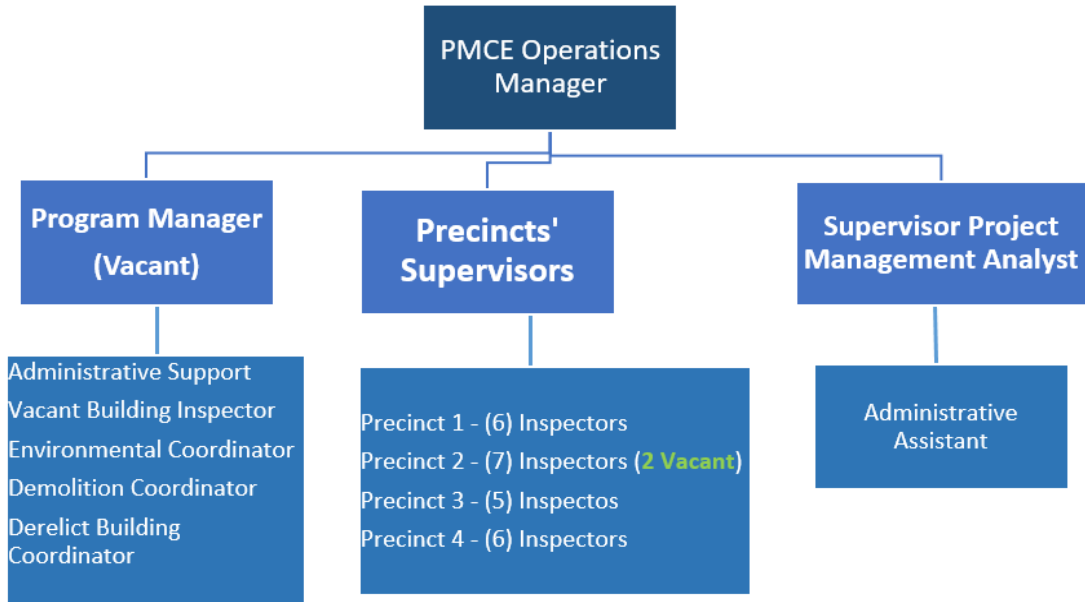 PMCE Operations
Manager
Program Manager
(Vacant)
Precincts'
Supervisors
Supervisor Project
Management Analyst
Administrative Support
Vacant Building Inspector
Environmental Coordinator
Demolition Coordinator
Derelict Building
Coordinator
Precinct 1 - (6) Inspectors
Precinct 2 - (7) Inspectors (2 Vacant)
Precinct 3 - (5) Inspectos
Precinct 4 - (6) Inspectors
Administrative
Assistant